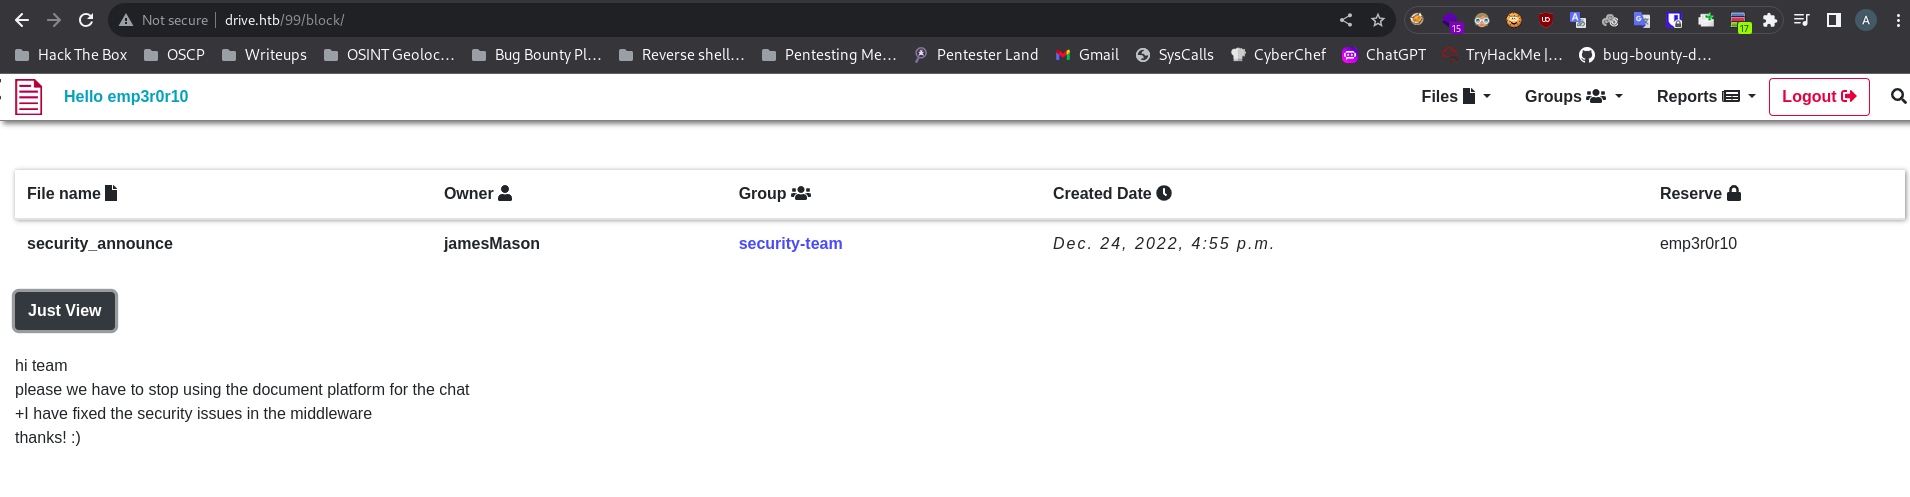 Not secure | drive.htb/99/block/
15
UD
17
A
Hack The Box OSCP Writeups OSINT Geoloc... Bug Bounty Pl... Reverse shell... Pentesting Me... Pentester Land Gmail SysCalls CyberChef ChatGPT TryHackMe |... bug-bounty-d...
Hello emp3r0r10 Files Groups Reports Logout
File name Owner Group Created Date Reserve
security_announce jamesMason security-team Dec. 24, 2022, 4:55 p.m. emp3r0r10
Just View
hi team
please we have to stop using the document platform for the chat
+I have fixed the security issues in the middleware
thanks! :)